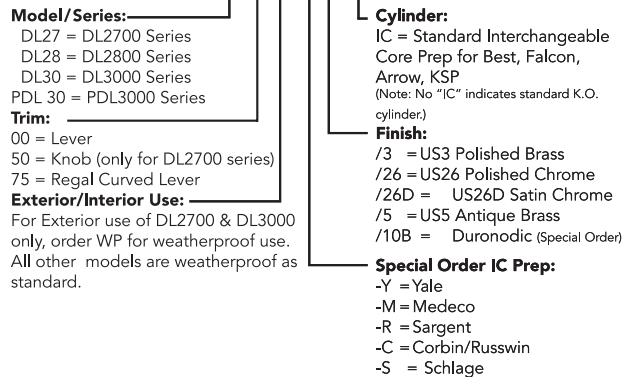 Model/Series:
DL27 = DL2700 Series
DL28 = DL2800 Series
DL30 = DL3000 Series
PDL 30 = PDL3000 Series
Trim:
00 = Lever
50 = Knob (only for DL2700 series)
75 = Regal Curved Lever
Exterior/Interior Use:
For Exterior use of DL2700 & DL3000
only, order WP for weatherproof use.
All other models are weatherproof as
standard.
Cylinder:
IC = Standard Interchangeable
Core Prep for Best, Falcon,
Arrow, KSP
(Note: No "IC" indicates standard K.O.
cylinder.)
Finish:
/3 =US3 Polished Brass
/26 =US26 Polished Chrome
/26D = US26D Satin Chrome
/5 =US5 Antique Brass
/10B = Duronodic (Special Order)
Special Order IC Prep:
-Y =Yale
-M =Medeco
-R =Sargent
-C =Corbin/Russwin
-S = Schlage